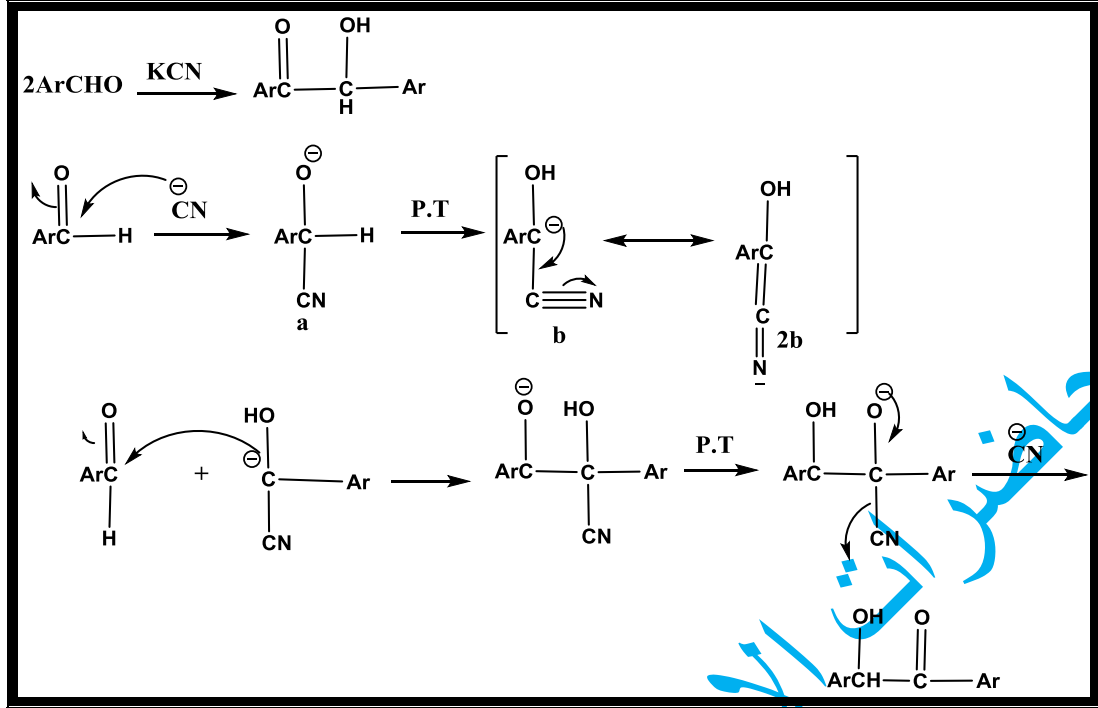 O OH
2ArCHO KCN ArC C Ar
H
O ⊖ CN ArC H
⊖ O ArC H CN a
P.T
OH ArC ⊖ C N b
OH ArC C N – 2b
O ArC H
+
HO ⊖ C Ar CN
⊖ O HO ArC C Ar CN
P.T
OH O ⊖ ArC C Ar CN
⊖ CN
OH O
ArCH C Ar